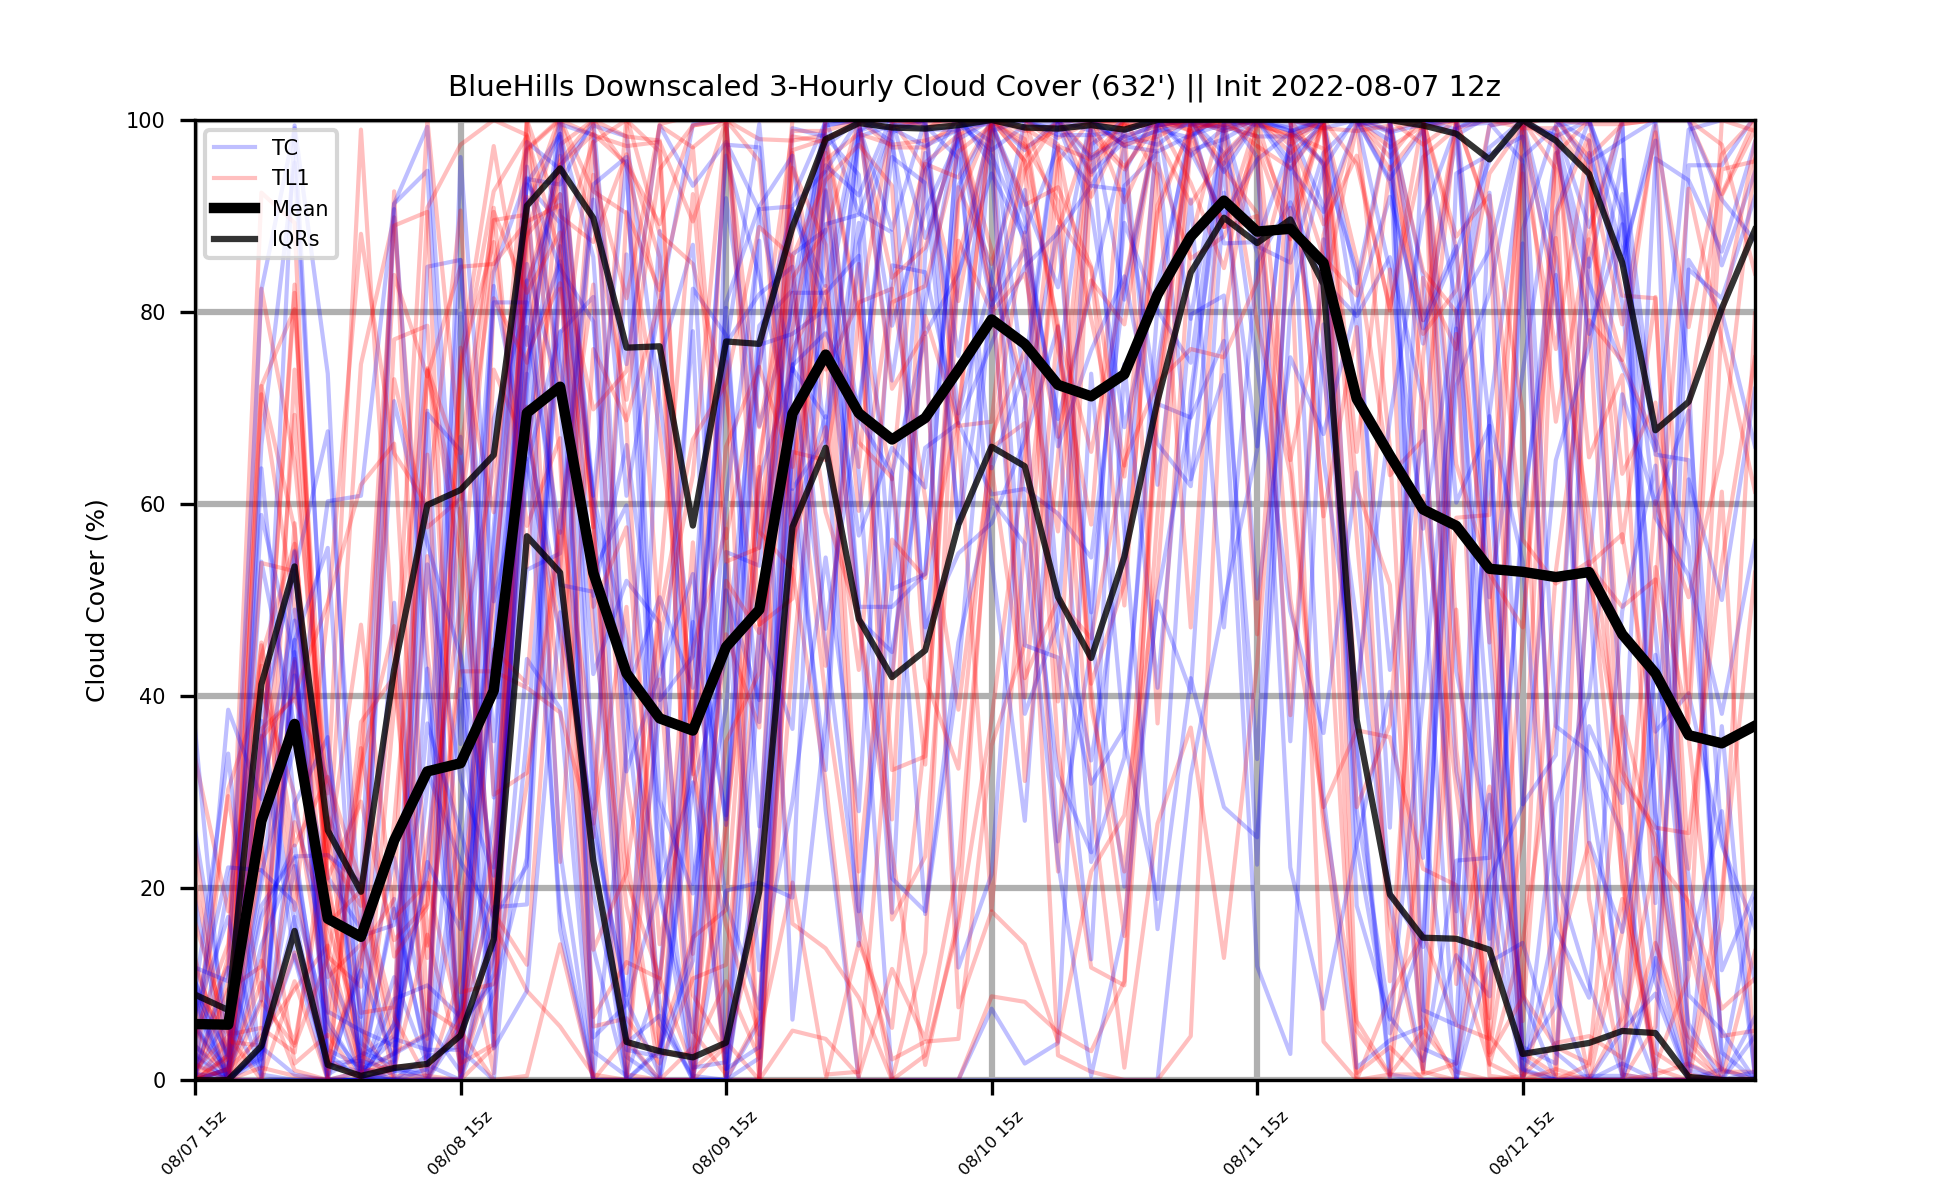 BlueHills Downscaled 3-Hourly Cloud Cover (632') || Init 2022-08-07 12z
Cloud Cover (%)
100
80
60
40
20
0
TC
TL1
Mean
IQRs
08/07 15z
08/08 15z
08/09 15z
08/10 15z
08/11 15z
08/12 15z